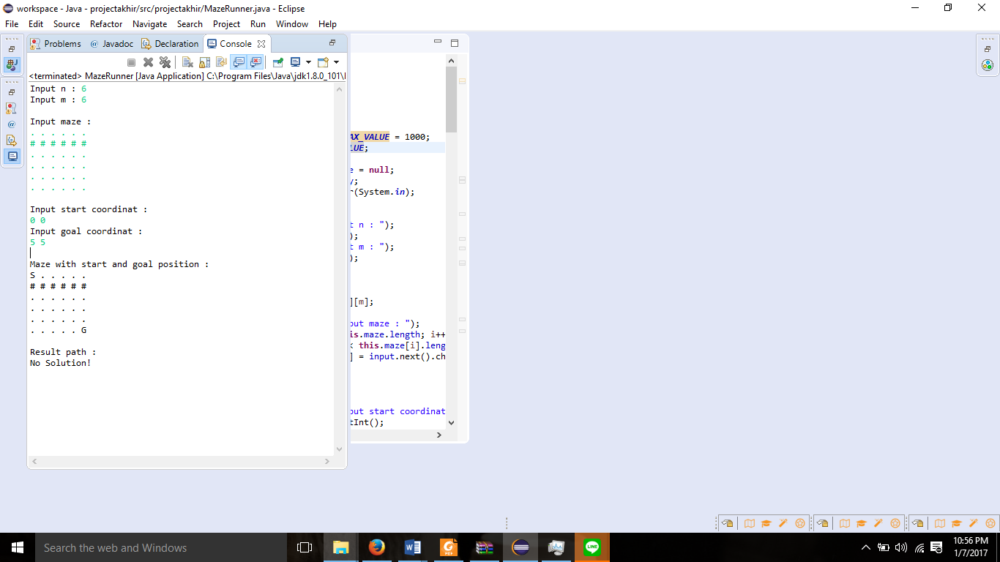 workspace - Java - projectakhir/src/projectakhir/MazeRunner.java - Eclipse
File Edit Source Refactor Navigate Search Project Run Window Help
Problems @ Javadoc Declaration Console
<terminated> MazeRunner [Java Application] C:\Program Files\Java\jdk1.8.0_101\
Input n : 6
Input m : 6
Input maze :
. . . . . .
# # # # # #
. . . . . .
. . . . . .
. . . . . .
. . . . . .
Input start coordinat :
0 0
Input goal coordinat :
5 5
Maze with start and goal position :
S . . . . .
# # # # # #
. . . . . .
. . . . . .
. . . . . .
. . . . . G
Result path :
No Solution!
AX_VALUE = 1000;
LUE;
e = null;
y;
r(System.in);
t n : ");
);
t m : ");
);
][m];
put maze : ");
is.maze.length; i++
< this.maze[i].leng
] = input.next().ch
put start coordinat
tInt();
Search the web and Windows
PDF
LINE
10:56 PM
1/7/2017